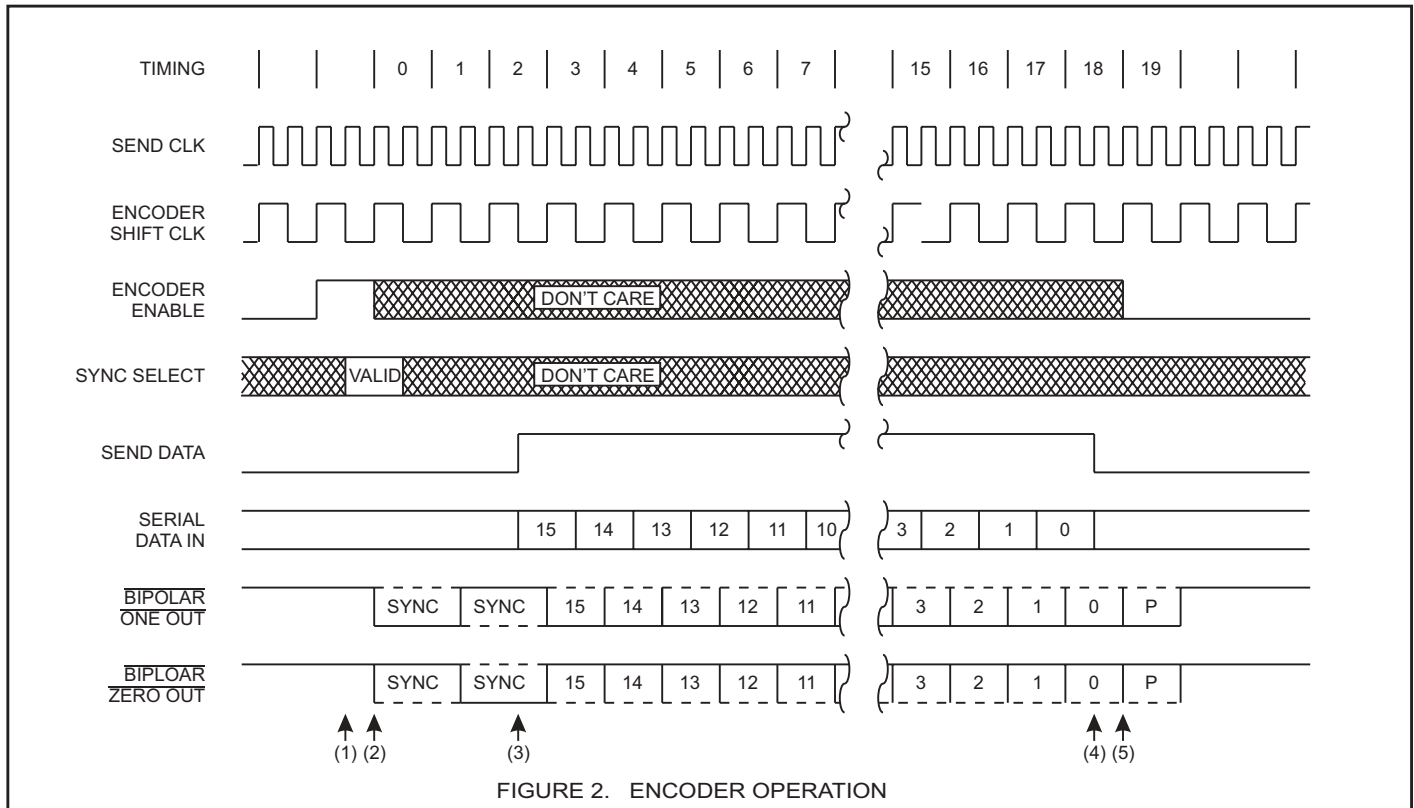 TIMING 0 1 2 3 4 5 6 7 15 16 17 18 19
SEND CLK
ENCODER
SHIFT CLK
ENCODER
ENABLE
DON'T CARE
SYNC SELECT
VALID
DON'T CARE
SEND DATA
SERIAL
DATA IN
15 14 13 12 11 10 3 2 1 0
BIPOLAR
ONE OUT
SYNC SYNC 15 14 13 12 11 3 2 1 0 P
BIPLOAR
ZERO OUT
SYNC SYNC 15 14 13 12 11 3 2 1 0 P
(1) (2) (3) (4) (5)
FIGURE 2. ENCODER OPERATION